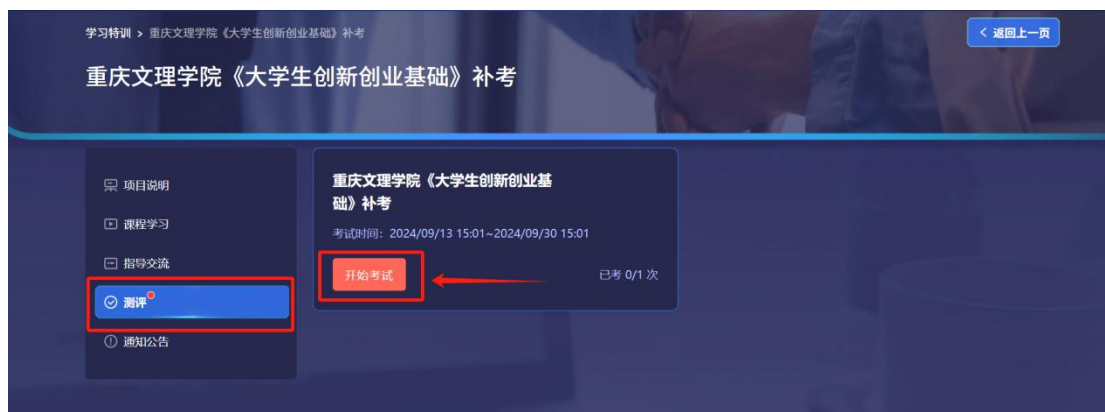 学习特训 > 重庆文理学院《大学生创新创业基础》补考
< 返回上一页
重庆文理学院《大学生创新创业基础》补考
项目说明
课程学习
指导交流
测评
通知公告
重庆文理学院《大学生创新创业基
础》补考
考试时间：2024/09/13 15:01~2024/09/30 15:01
开始考试
已考 0/1 次